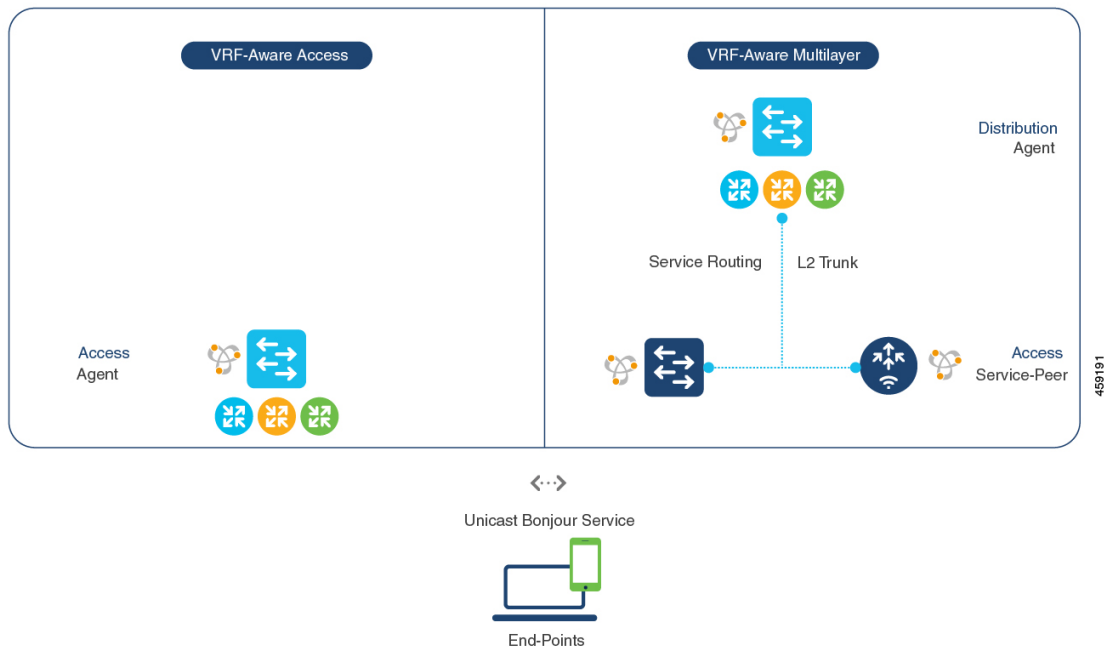 VRF-Aware Access
VRF-Aware Multilayer
Distribution
Agent
Service Routing
L2 Trunk
Access
Agent
Access
Service-Peer
459191
Unicast Bonjour Service
End-Points